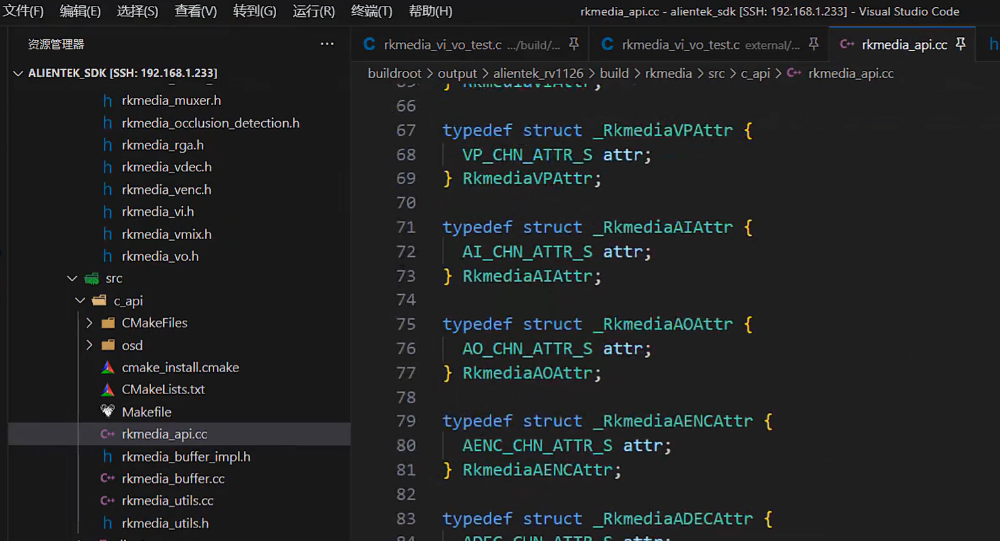 文件(F) 编辑(E) 选择(S) 查看(V) 转到(G) 运行(R) 终端(T) 帮助(H) rkmedia_api.cc - alientek_sdk [SSH: 192.168.1.233] - Visual Studio Code
资源管理器 ...
ALIENTEK_SDK [SSH: 192.168.1.233]
rkmedia_muxer.h
rkmedia_occlusion_detection.h
rkmedia_rga.h
rkmedia_vdec.h
rkmedia_venc.h
rkmedia_vi.h
rkmedia_vmix.h
rkmedia_vo.h
src
c_api
CMakeFiles
osd
cmake_install.cmake
CMakeLists.txt
Makefile
rkmedia_api.cc
rkmedia_buffer_impl.h
rkmedia_buffer.cc
rkmedia_utils.cc
rkmedia_utils.h
rkmedia_vi_vo_test.c .../build/... rkmedia_vi_vo_test.c external/... rkmedia_api.cc
buildroot > output > alientek_rv1126 > build > rkmedia > src > c_api > rkmedia_api.cc
65 } RkmediaVIAttr;
66
67 typedef struct _RkmediaVPAttr {
68 VP_CHN_ATTR_S attr;
69 } RkmediaVPAttr;
70
71 typedef struct _RkmediaAIAttr {
72 AI_CHN_ATTR_S attr;
73 } RkmediaAIAttr;
74
75 typedef struct _RkmediaAOAttr {
76 AO_CHN_ATTR_S attr;
77 } RkmediaAOAttr;
78
79 typedef struct _RkmediaAENCAttr {
80 AENC_CHN_ATTR_S attr;
81 } RkmediaAENCAttr;
82
83 typedef struct _RkmediaADECAttr {
84 ADEC_CHN_ATTR_S attr;